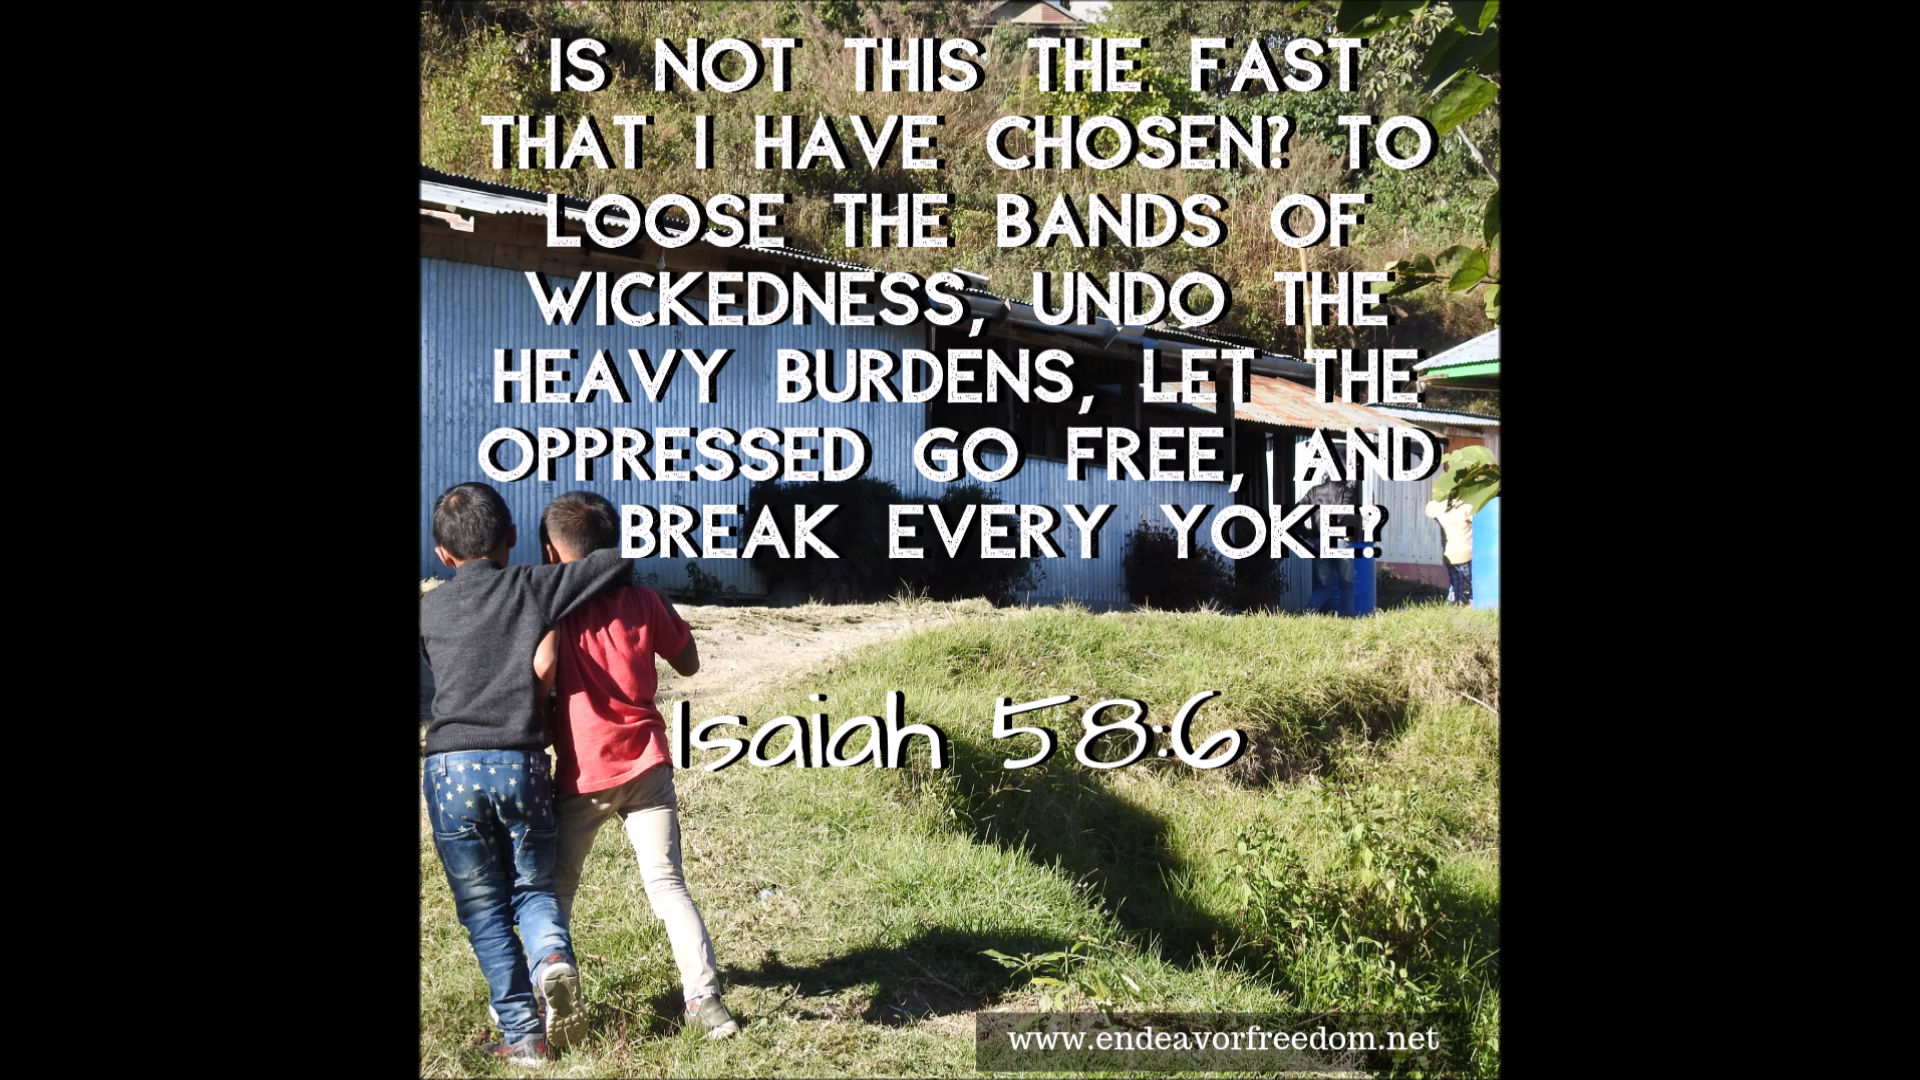 IS NOT THIS THE FAST
THAT I HAVE CHOSEN? TO
LOOSE THE BANDS OF
WICKEDNESS, UNDO THE
HEAVY BURDENS, LET THE
OPPRESSED GO FREE, AND
BREAK EVERY YOKE?
Isaiah 58:6
www.endeavorfreedom.net